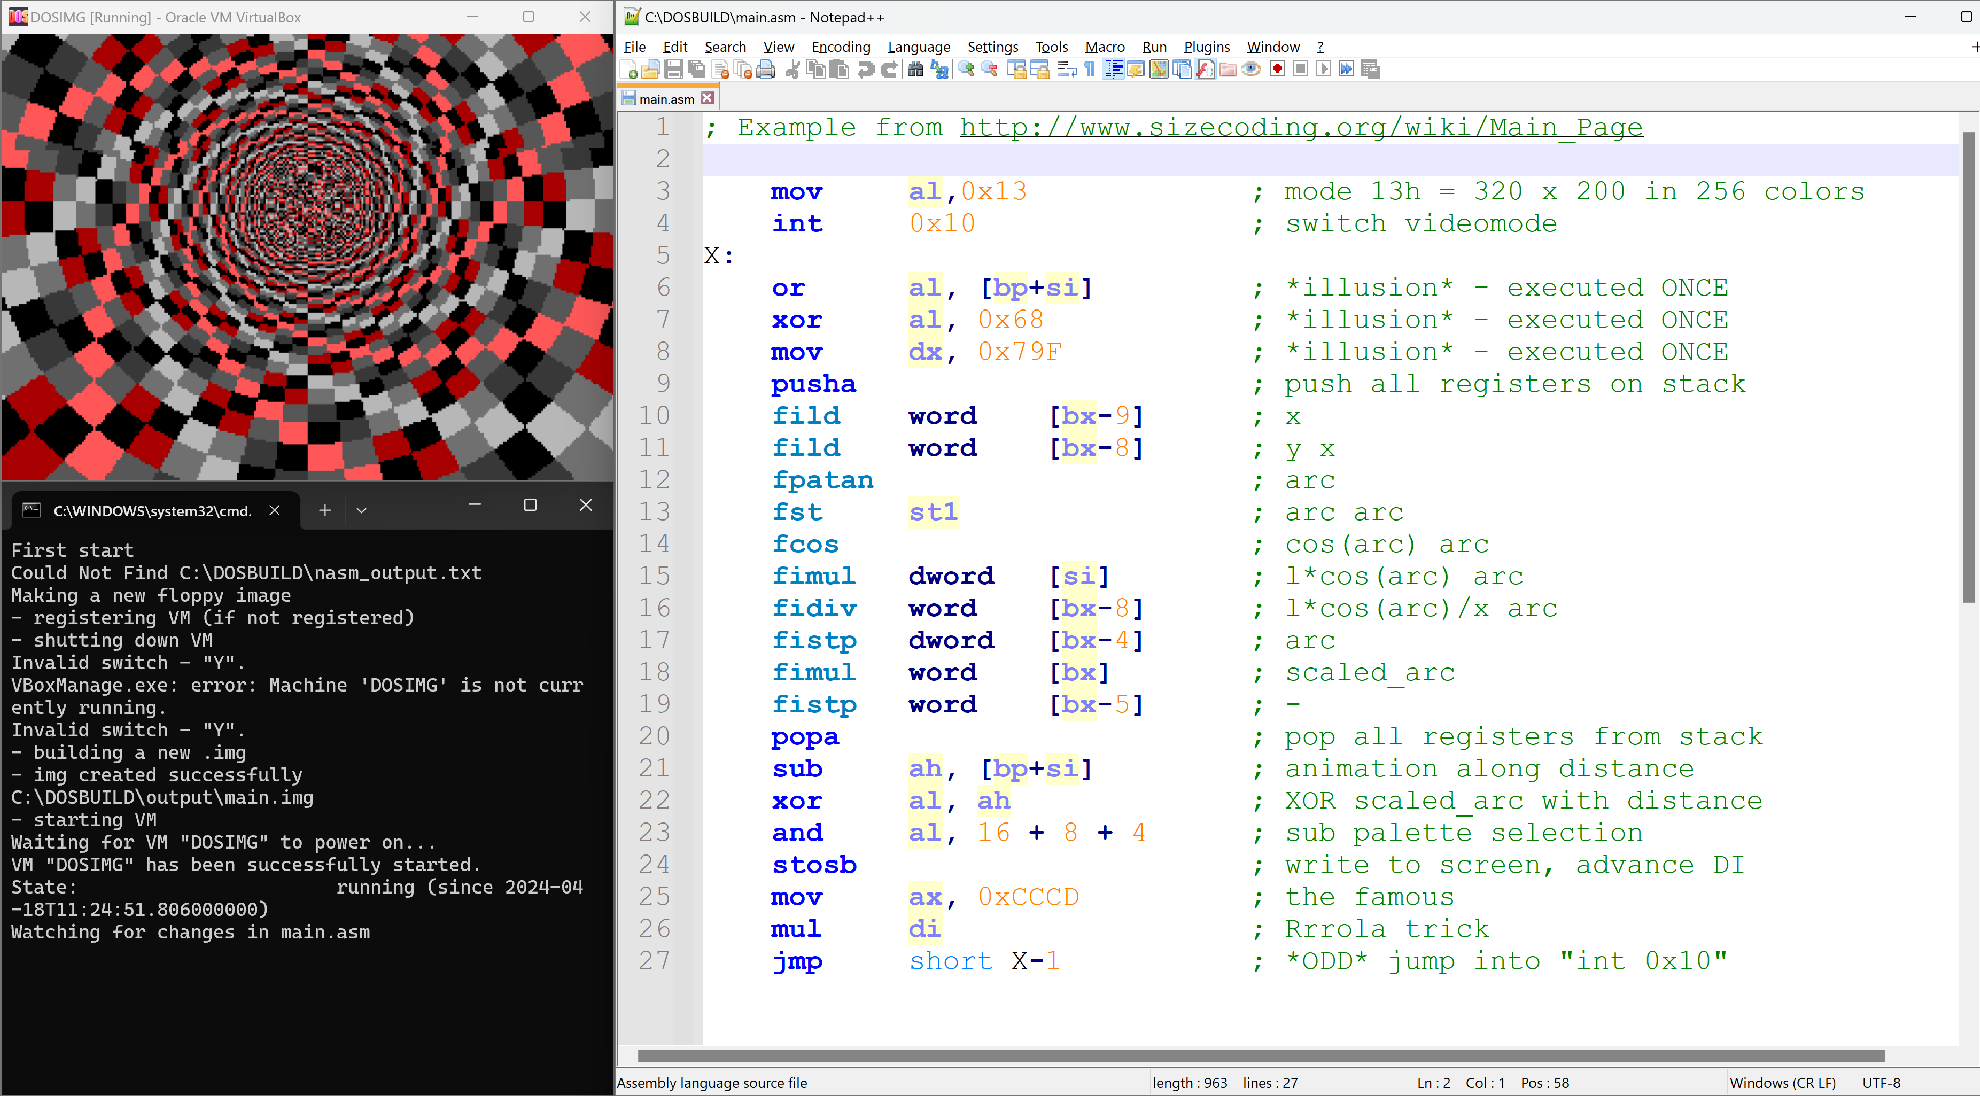 DOSIMG [Running] - Oracle VM VirtualBox
C:\WINDOWS\system32\cmd.
First start
Could Not Find C:\DOSBUILD\nasm_output.txt
Making a new floppy image
- registering VM (if not registered)
- shutting down VM
Invalid switch - "Y".
VBoxManage.exe: error: Machine 'DOSIMG' is not curr
ently running.
Invalid switch - "Y".
- building a new .img
- img created successfully
C:\DOSBUILD\output\main.img
- starting VM
Waiting for VM "DOSIMG" to power on...
VM "DOSIMG" has been successfully started.
State:                       running (since 2024-04
-18T11:24:51.806000000)
Watching for changes in main.asm
C:\DOSBUILD\main.asm - Notepad++
File Edit Search View Encoding Language Settings Tools Macro Run Plugins Window ?
main.asm
1 ; Example from http://www.sizecoding.org/wiki/Main_Page
2
3 mov al,0x13 ; mode 13h = 320 x 200 in 256 colors
4 int 0x10 ; switch videomode
5 X:
6 or al, [bp+si] ; *illusion* - executed ONCE
7 xor al, 0x68 ; *illusion* - executed ONCE
8 mov dx, 0x79F ; *illusion* - executed ONCE
9 pusha ; push all registers on stack
10 fild word [bx-9] ; x
11 fild word [bx-8] ; y x
12 fpatan ; arc
13 fst st1 ; arc arc
14 fcos ; cos(arc) arc
15 fimul dword [si] ; l*cos(arc) arc
16 fidiv word [bx-8] ; l*cos(arc)/x arc
17 fistp dword [bx-4] ; arc
18 fimul word [bx] ; scaled_arc
19 fistp word [bx-5] ; -
20 popa ; pop all registers from stack
21 sub ah, [bp+si] ; animation along distance
22 xor al, ah ; XOR scaled_arc with distance
23 and al, 16 + 8 + 4 ; sub palette selection
24 stosb ; write to screen, advance DI
25 mov ax, 0xCCCD ; the famous
26 mul di ; Rrrola trick
27 jmp short X-1 ; *ODD* jump into "int 0x10"
Assembly language source file length : 963 lines : 27 Ln : 2 Col : 1 Pos : 58 Windows (CR LF) UTF-8